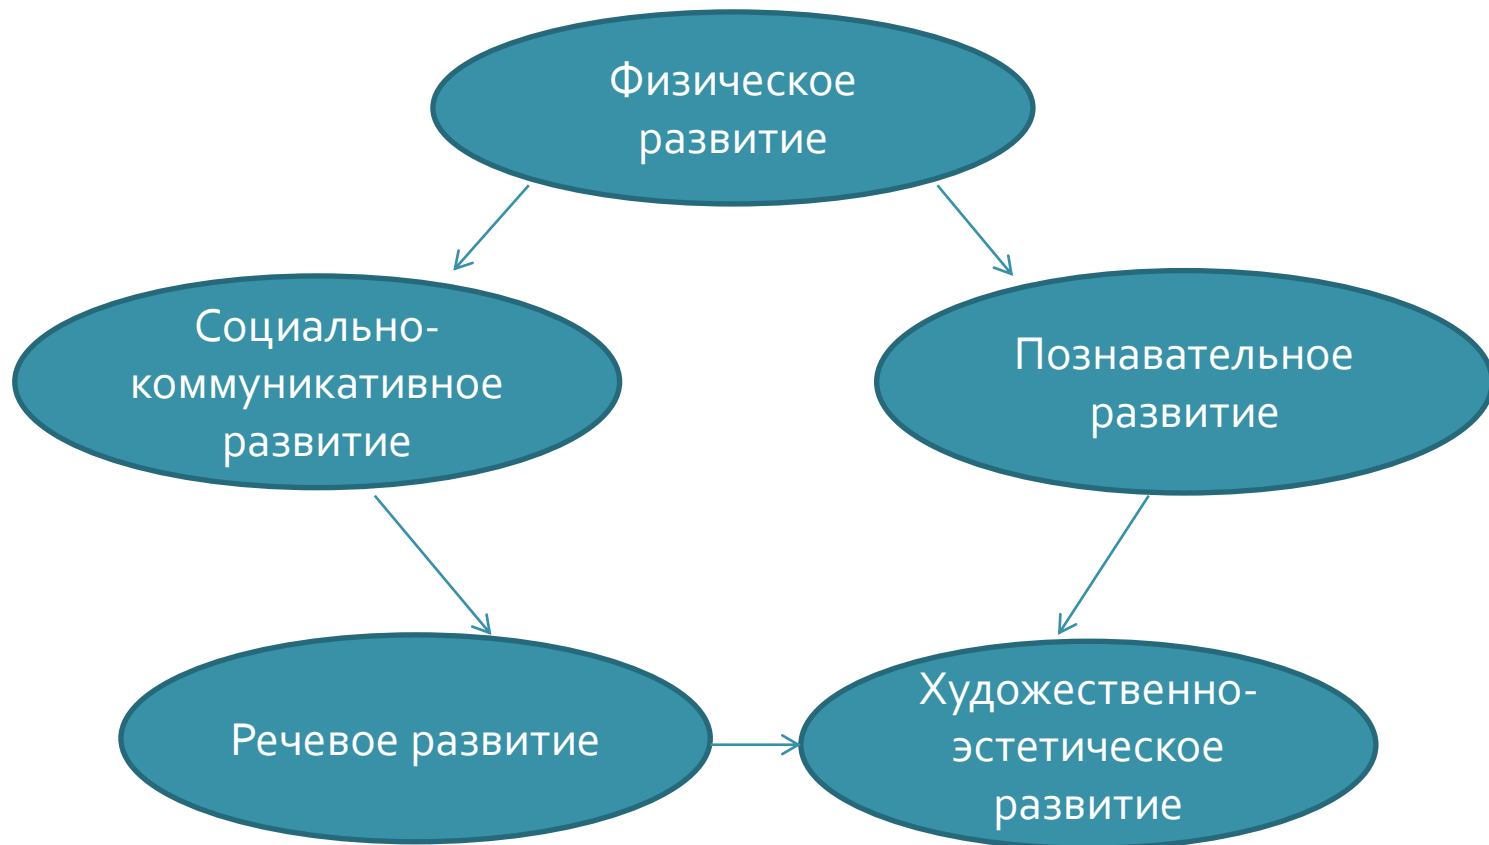 Физическое
развитие
Социально-
коммуникативное
развитие
Познавательное
развитие
Речевое развитие
Художественно-
эстетическое
развитие